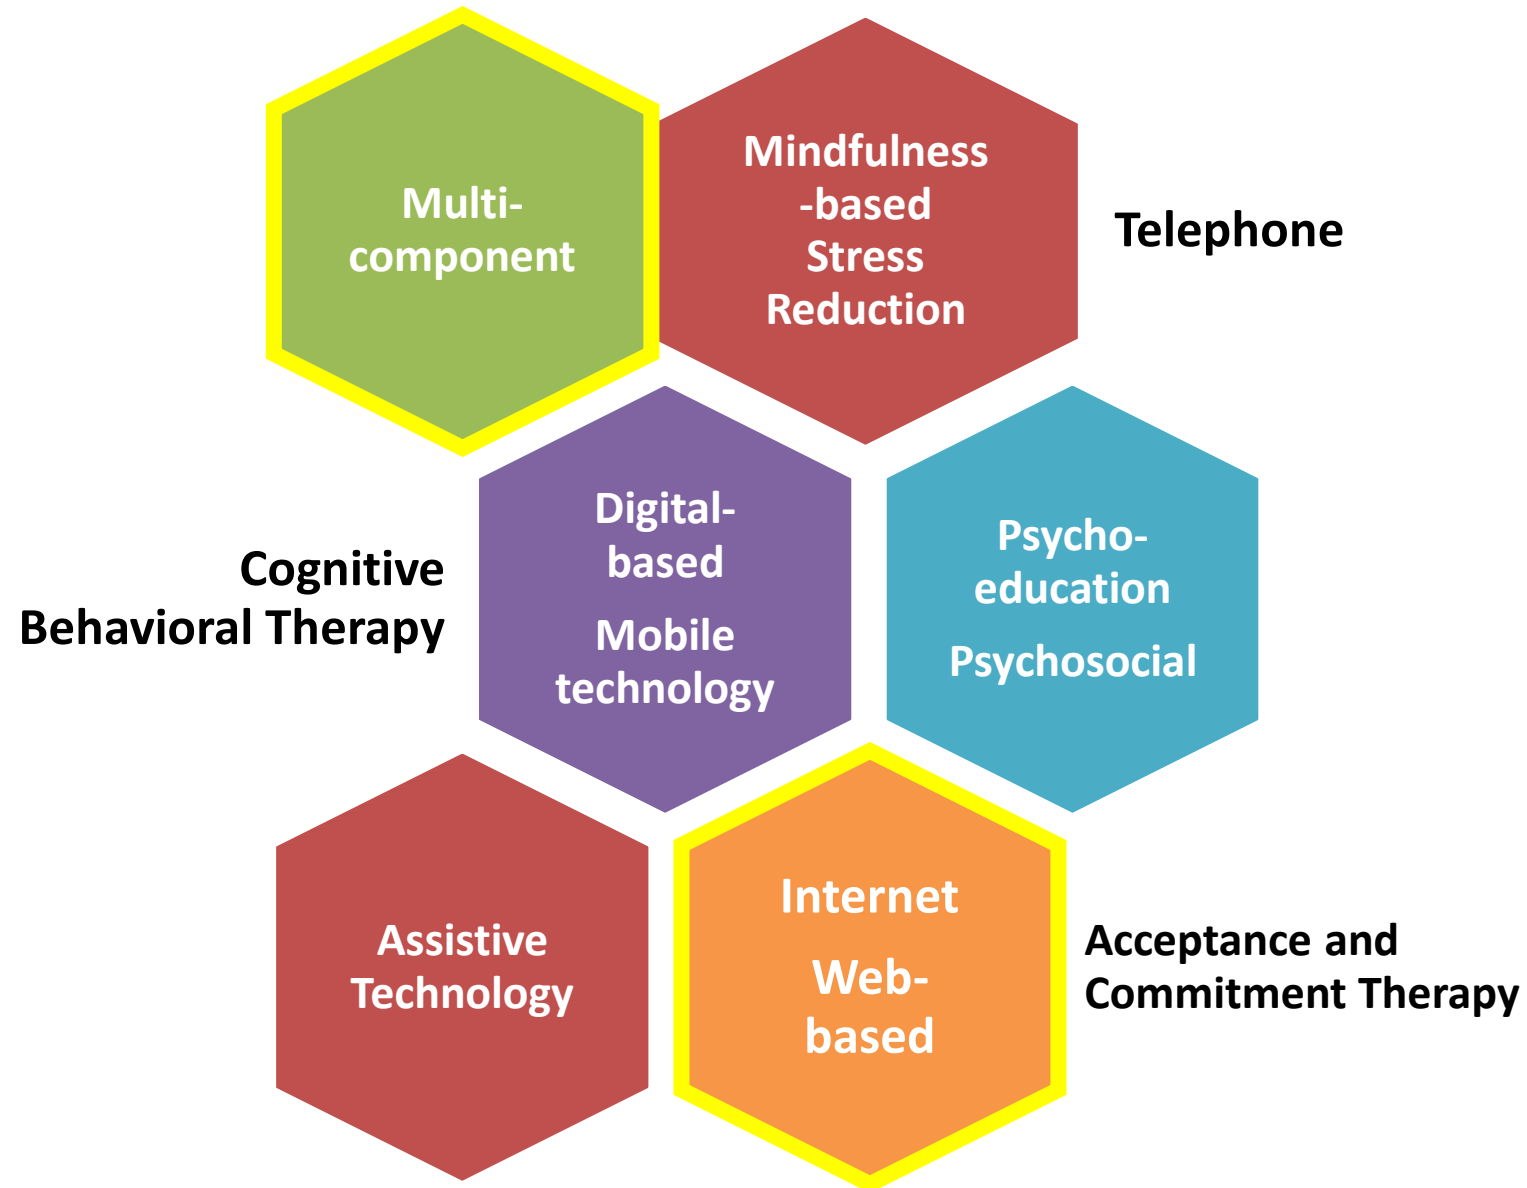 Multi-
component
Mindfulness
-based
Stress
Reduction
Telephone
Cognitive
Behavioral Therapy
Digital-
based
Mobile
technology
Psycho-
education
Psychosocial
Assistive
Technology
Internet
Web-
based
Acceptance and
Commitment Therapy